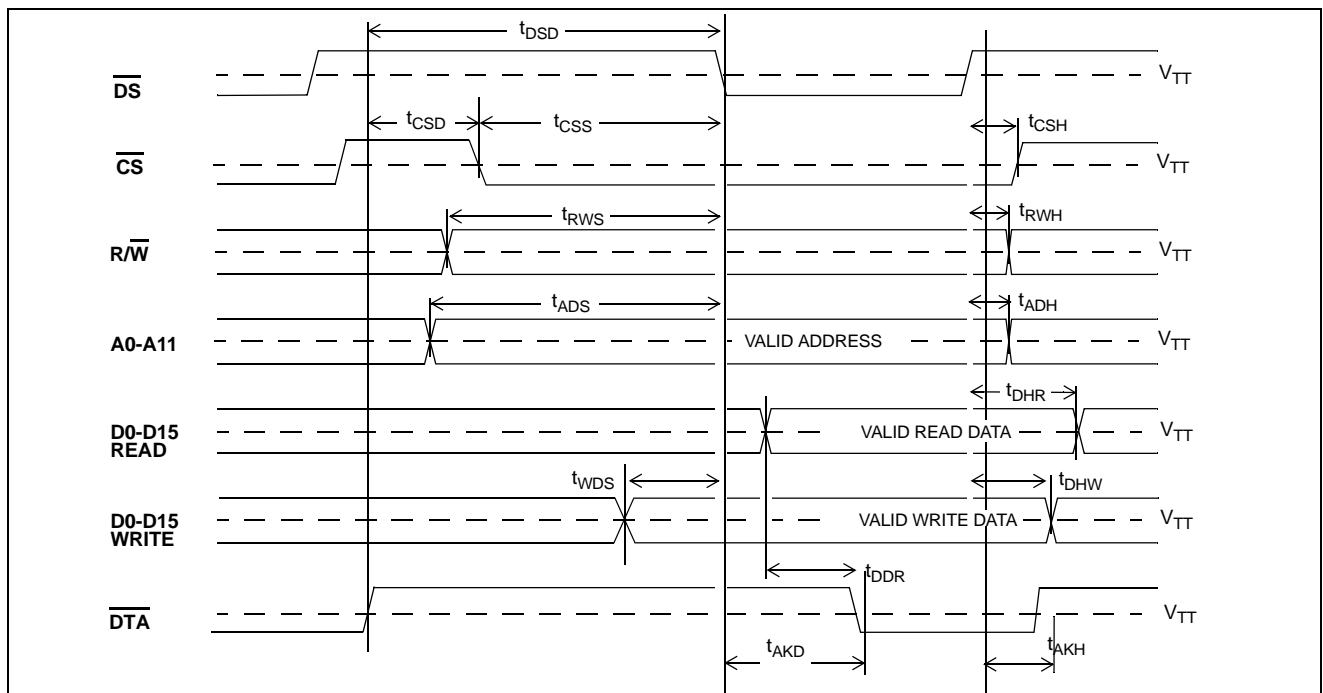 tDSD
DS
VTT
tCSD
tCSS
tCSH
CS
VTT
tRWS
tRWH
R/W
VTT
tADS
tADH
A0-A11
VALID ADDRESS
VTT
tDHR
D0-D15
READ
VALID READ DATA
VTT
tWDS
tDHW
D0-D15
WRITE
VALID WRITE DATA
VTT
tDDR
DTA
VTT
tAKD
tAKH